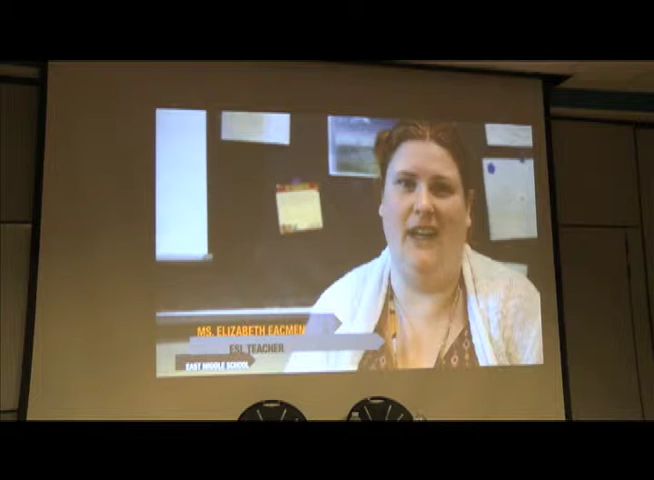 MS. ELIZABETH EACMEN
ESL TEACHER
EAST MIDDLE SCHOOL